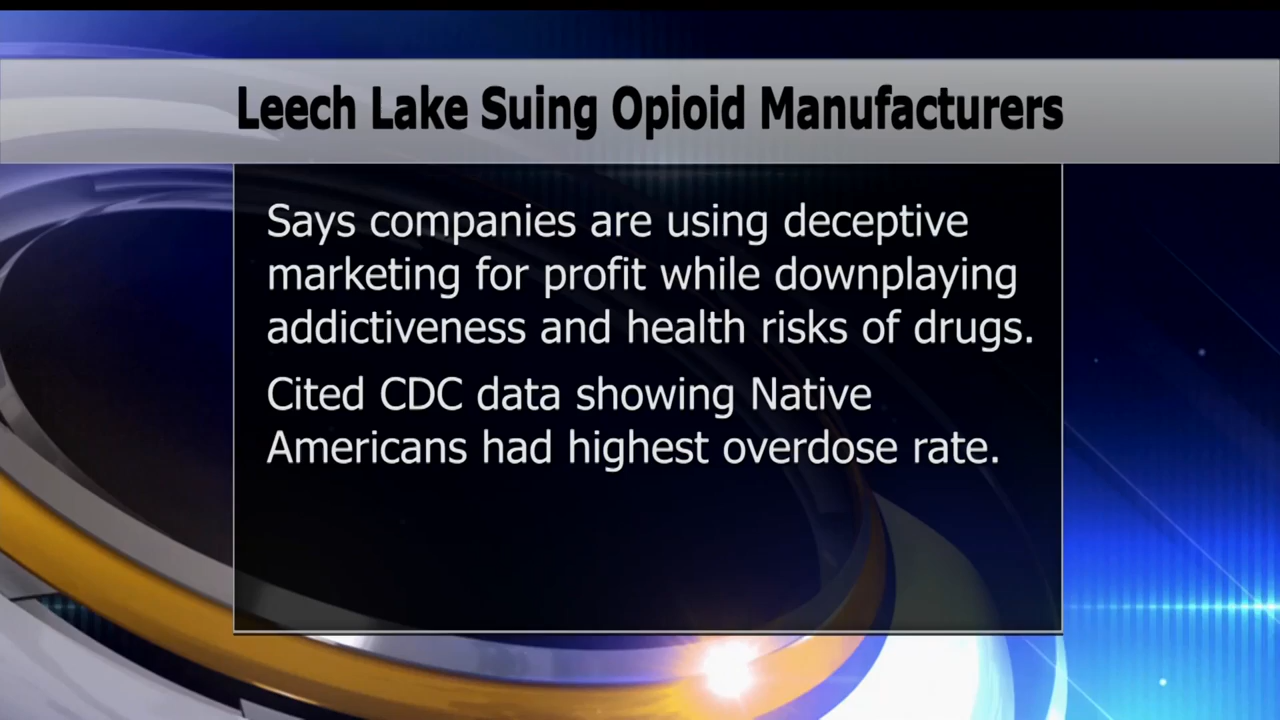 Leech Lake Suing Opioid Manufacturers
Says companies are using deceptive
marketing for profit while downplaying
addictiveness and health risks of drugs.
Cited CDC data showing Native
Americans had highest overdose rate.